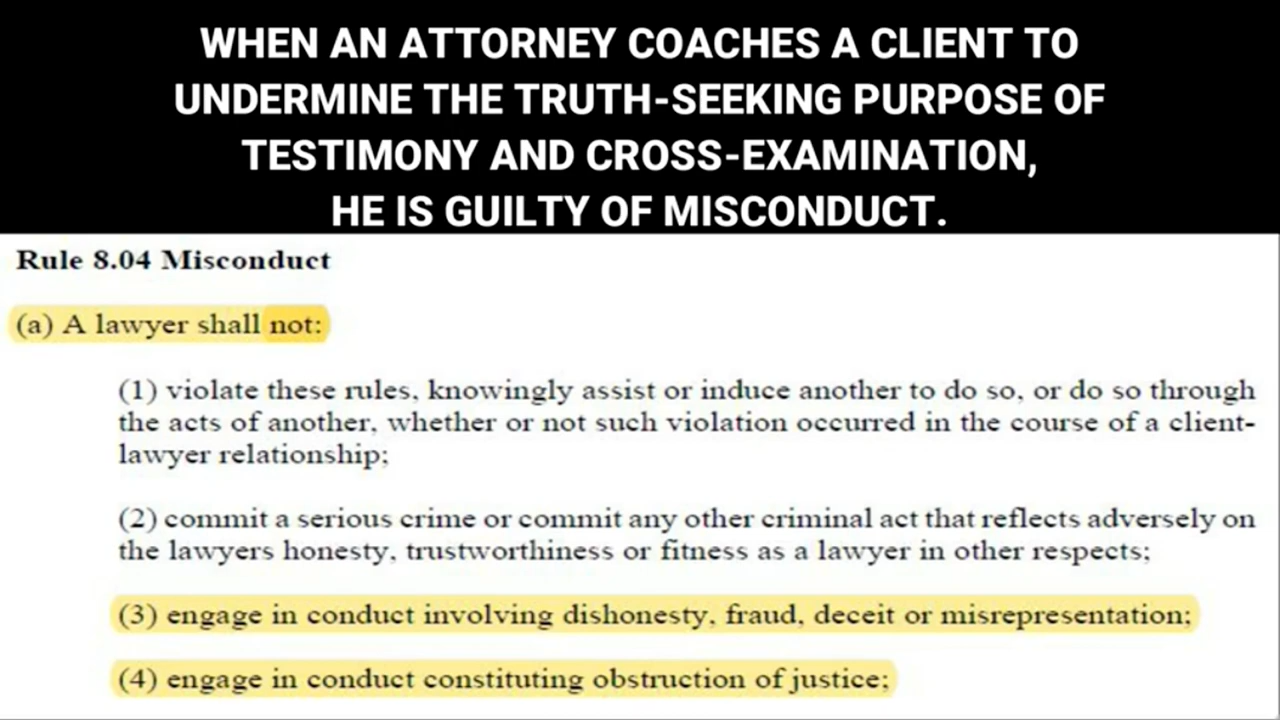 WHEN AN ATTORNEY COACHES A CLIENT TO
UNDERMINE THE TRUTH-SEEKING PURPOSE OF
TESTIMONY AND CROSS-EXAMINATION,
HE IS GUILTY OF MISCONDUCT.
Rule 8.04 Misconduct
(a) A lawyer shall not:
(1) violate these rules, knowingly assist or induce another to do so, or do so through
the acts of another, whether or not such violation occurred in the course of a client-
lawyer relationship;
(2) commit a serious crime or commit any other criminal act that reflects adversely on
the lawyers honesty, trustworthiness or fitness as a lawyer in other respects;
(3) engage in conduct involving dishonesty, fraud, deceit or misrepresentation;
(4) engage in conduct constituting obstruction of justice;